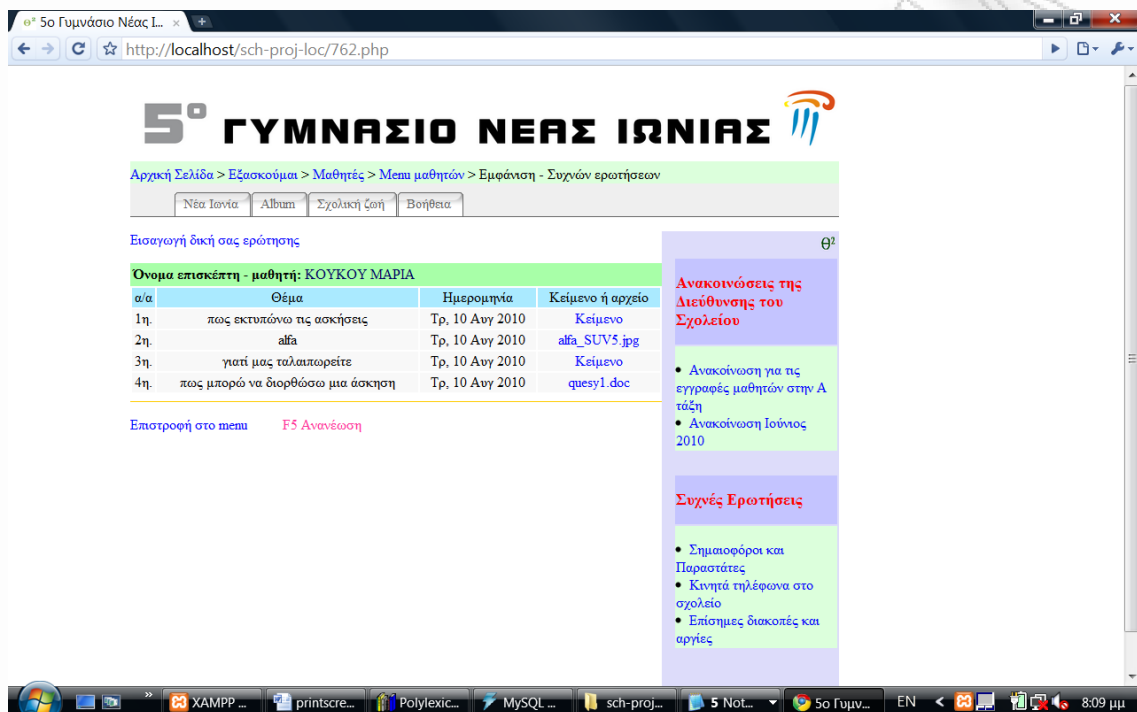 θ² 5ο Γυμνάσιο Νέας Ι...
http://localhost/sch-proj-loc/762.php
5ο ΓΥΜΝΑΣΙΟ ΝΕΑΣ ΙΩΝΙΑΣ
Αρχική Σελίδα > Εξασκούμαι > Μαθητές > Menu μαθητών > Εμφάνιση - Συχνών ερωτήσεων
Νέα Ιωνία Album Σχολική ζωή Βοήθεια
Εισαγωγή δική σας ερώτησης
Όνομα επισκέπτη - μαθητή: ΚΟΥΚΟΥ ΜΑΡΙΑ
α/α Θέμα Ημερομηνία Κείμενο ή αρχείο
1η. πως εκτυπώνω τις ασκήσεις Τρ, 10 Αυγ 2010 Κείμενο
2η. alfa Τρ, 10 Αυγ 2010 alfa_SUV5.jpg
3η. γιατί μας ταλαιπωρείτε Τρ, 10 Αυγ 2010 Κείμενο
4η. πως μπορώ να διορθώσω μια άσκηση Τρ, 10 Αυγ 2010 quesy1.doc
Επιστροφή στο menu F5 Ανανέωση
θ²
Ανακοινώσεις της
Διεύθυνσης του
Σχολείου
• Ανακοίνωση για τις
εγγραφές μαθητών στην Α
τάξη
• Ανακοίνωση Ιούνιος
2010
Συχνές Ερωτήσεις
• Σημαιοφόροι και
Παραστάτες
• Κινητά τηλέφωνα στο
σχολείο
• Επίσημες διακοπές και
αργίες
XAMPP ... printscre... Polylexic... MySQL ... sch-proj... 5 Not... 5ο Γυμν... EN 8:09 μμ